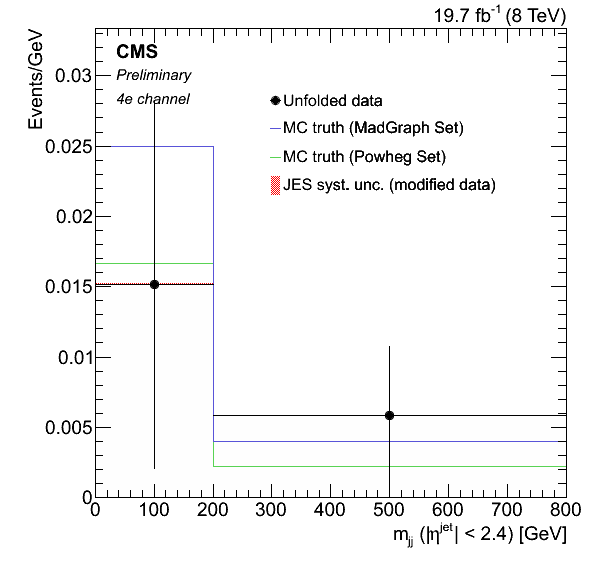 19.7 fb⁻¹ (8 TeV)
Events/GeV
CMS
Preliminary
4e channel
Unfolded data
MC truth (MadGraph Set)
MC truth (Powheg Set)
JES syst. unc. (modified data)
0.03
0.025
0.02
0.015
0.01
0.005
0
0 100 200 300 400 500 600 700 800
m_jj (|η^jet| < 2.4) [GeV]